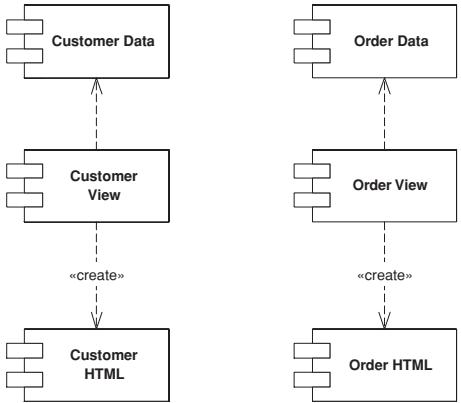 Customer Data
Order Data
Customer
View
Order View
«create»
«create»
Customer
HTML
Order HTML